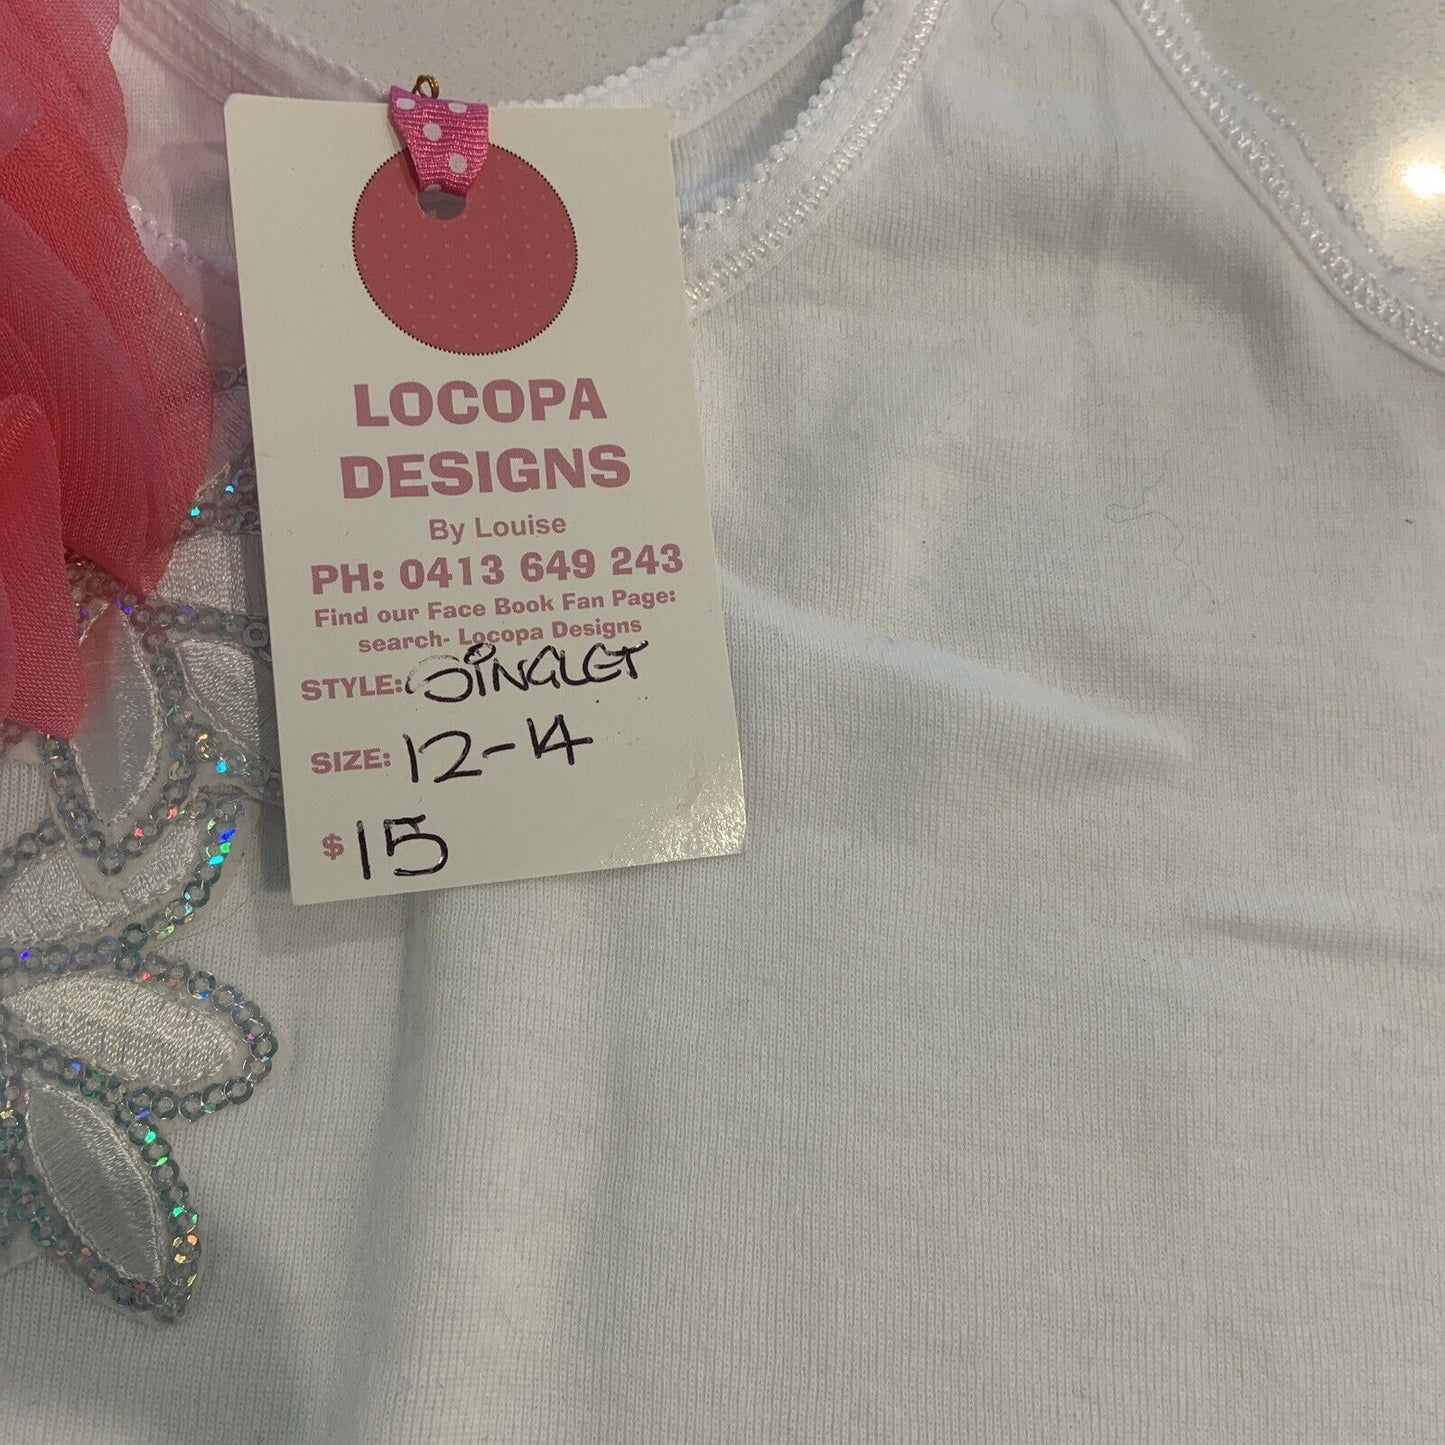 LOCOPA
DESIGNS
By Louise
PH: 0413 649 243
Find our Face Book Fan Page:
search- Locopa Designs
STYLE: SINGLET
SIZE: 12-14
$ 15